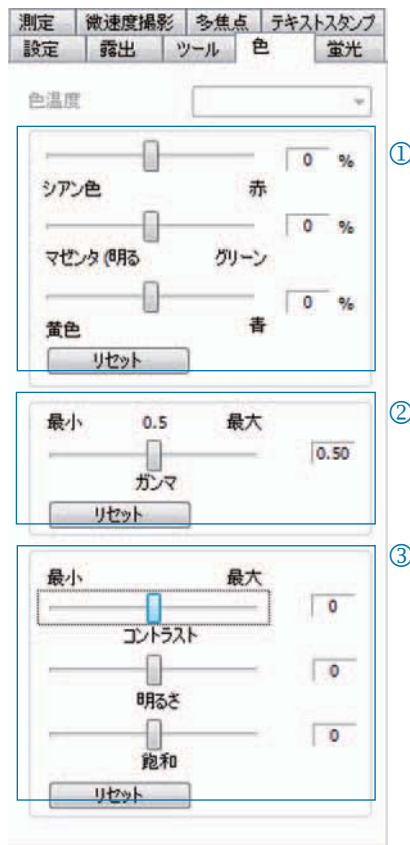 測定 微速度撮影 多焦点 テキストスタンプ
設定 露出 ツール 色 蛍光
色温度
①
0 %
シアン色 赤
0 %
マゼンタ (明る グリーン
0 %
黄色 青
リセット
②
最小 0.5 最大
0.50
ガンマ
リセット
③
最小 最大
0
コントラスト
0
明るさ
0
飽和
リセット